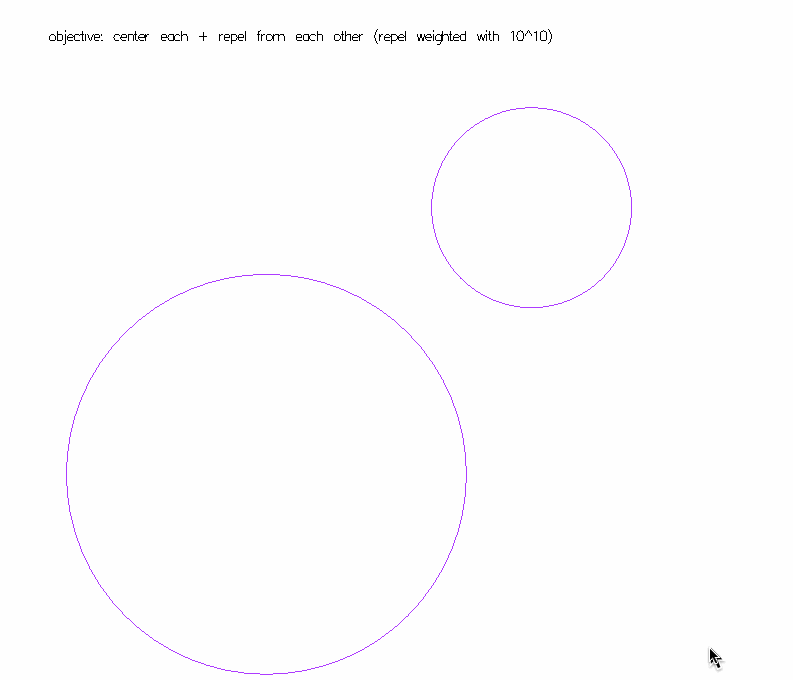 objective: center each + repel from each other (repel weighted with 10^10)